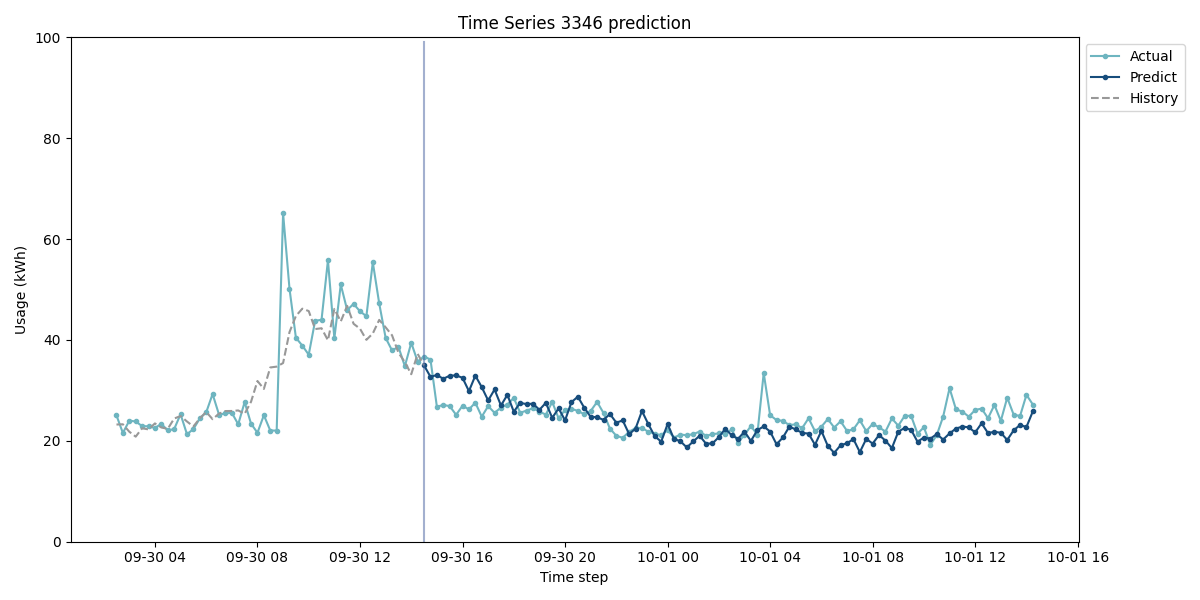 Time Series 3346 prediction
Usage (kWh)
100
80
60
40
20
0
09-30 04
09-30 08
09-30 12
09-30 16
09-30 20
10-01 00
10-01 04
10-01 08
10-01 12
10-01 16
Time step
Actual
Predict
History